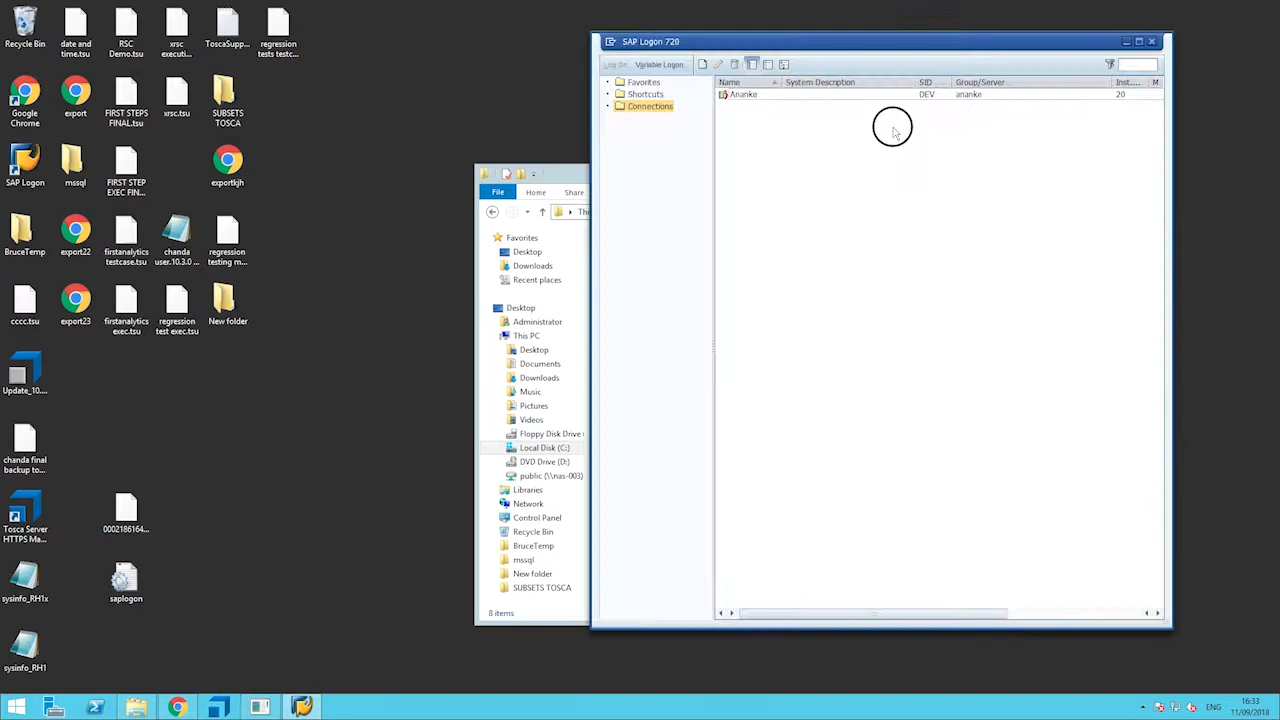 Recycle Bin
date and time.tsu
RSC Demo.tsu
xrsc executi...
ToscaSupp...
regression tests testc...
Google Chrome
export
FIRST STEPS FINAL.tsu
xrsc.tsu
SUBSETS TOSCA
SAP Logon
mssql
FIRST STEP EXEC FIN...
exportkjh
BruceTemp
export22
firstanalytics testcase.tsu
chanda user.10.3.0 ...
regression testing m...
cccc.tsu
export23
firstanalytics exec.tsu
regression test exec.tsu
New folder
Update_10....
chanda final backup to...
Tosca Server HTTPS Ma...
0002186164...
sysinfo_RH1x
saplogon
sysinfo_RH1
File Home Share
Th
Favorites
Desktop
Downloads
Recent places
Desktop
Administrator
This PC
Desktop
Documents
Downloads
Music
Pictures
Videos
Floppy Disk Drive
Local Disk (C:)
DVD Drive (D:)
public (\\nas-003)
Libraries
Network
Control Panel
Recycle Bin
BruceTemp
mssql
New folder
SUBSETS TOSCA
8 items
SAP Logon 720
Log On Variable Logon...
Favorites
Shortcuts
Connections
Name System Description SID Group/Server Inst.... M
Ananke DEV ananke 20
ENG
16:33
11/09/2018